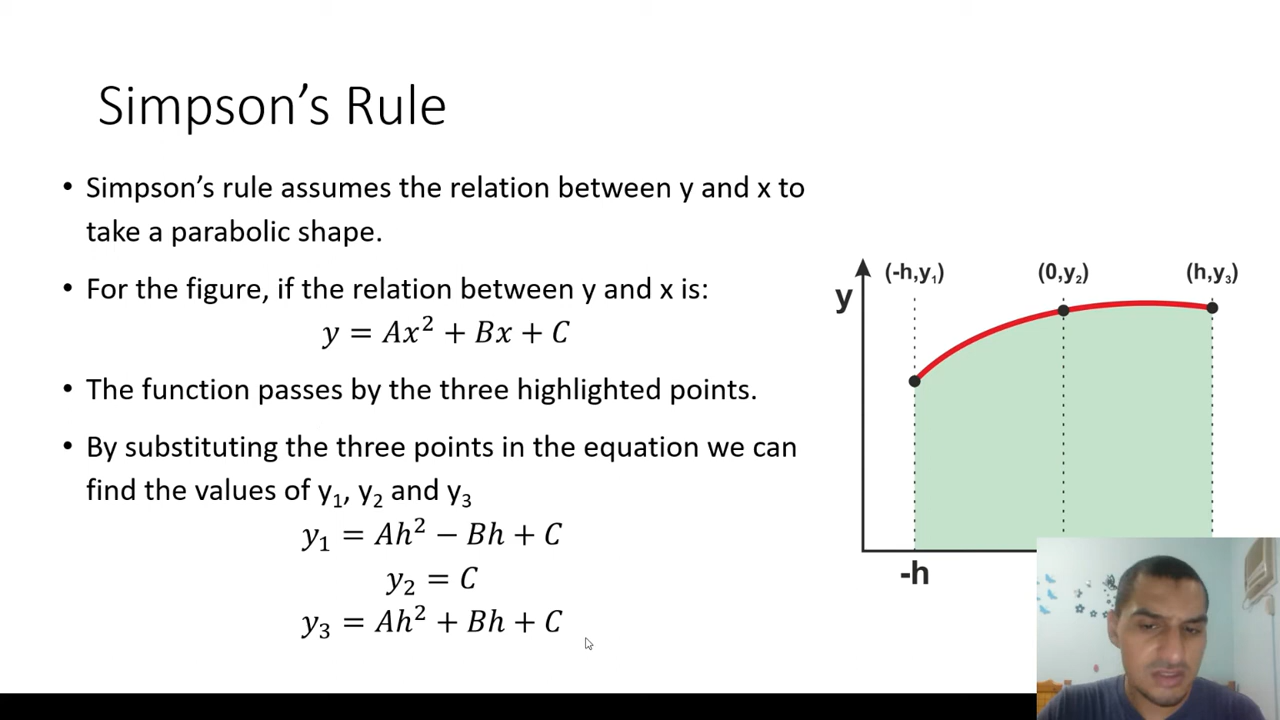 Simpson's Rule
• Simpson's rule assumes the relation between y and x to
take a parabolic shape.
• For the figure, if the relation between y and x is:
y = Ax² + Bx + C
• The function passes by the three highlighted points.
• By substituting the three points in the equation we can
find the values of y₁, y₂ and y₃
y₁ = Ah² − Bh + C
y₂ = C
y₃ = Ah² + Bh + C
(-h,y₁) (0,y₂) (h,y₃)
y
-h